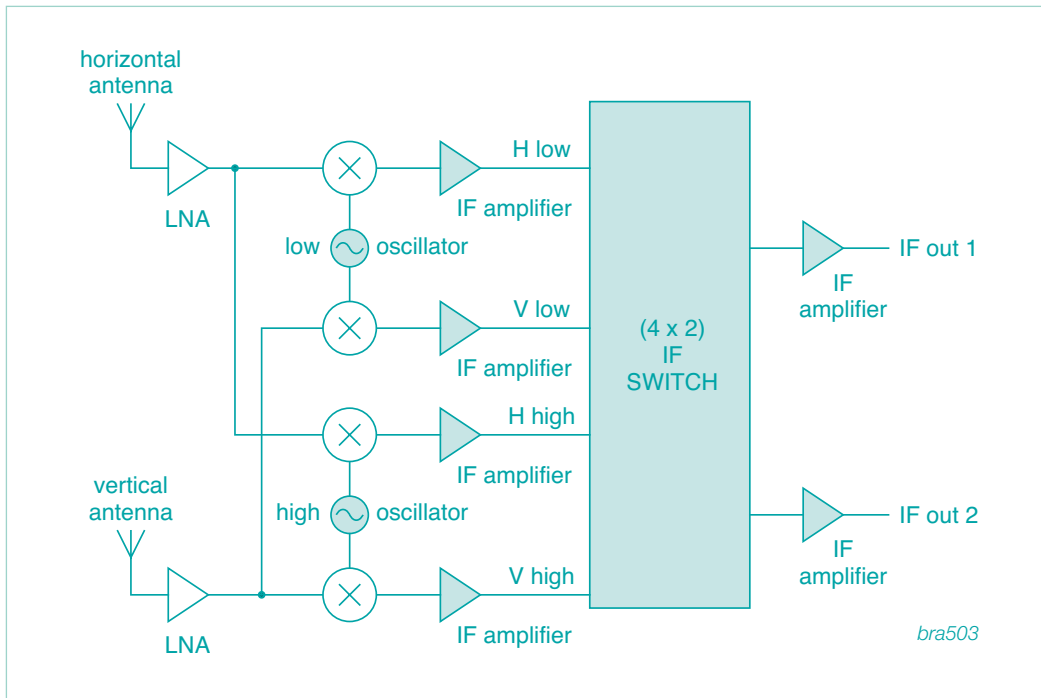 horizontal
antenna
LNA
H low
IF amplifier
low
oscillator
V low
IF amplifier
H high
IF amplifier
vertical
antenna
high
oscillator
V high
IF amplifier
LNA
(4 x 2)
IF
SWITCH
IF out 1
IF
amplifier
IF out 2
IF
amplifier
bra503